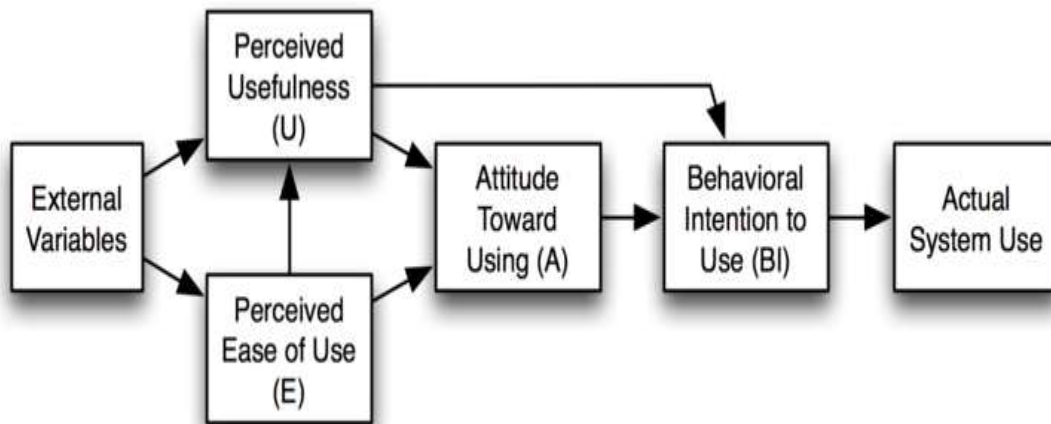 External
Variables
Perceived
Usefulness
(U)
Perceived
Ease of Use
(E)
Attitude
Toward
Using (A)
Behavioral
Intention to
Use (BI)
Actual
System Use